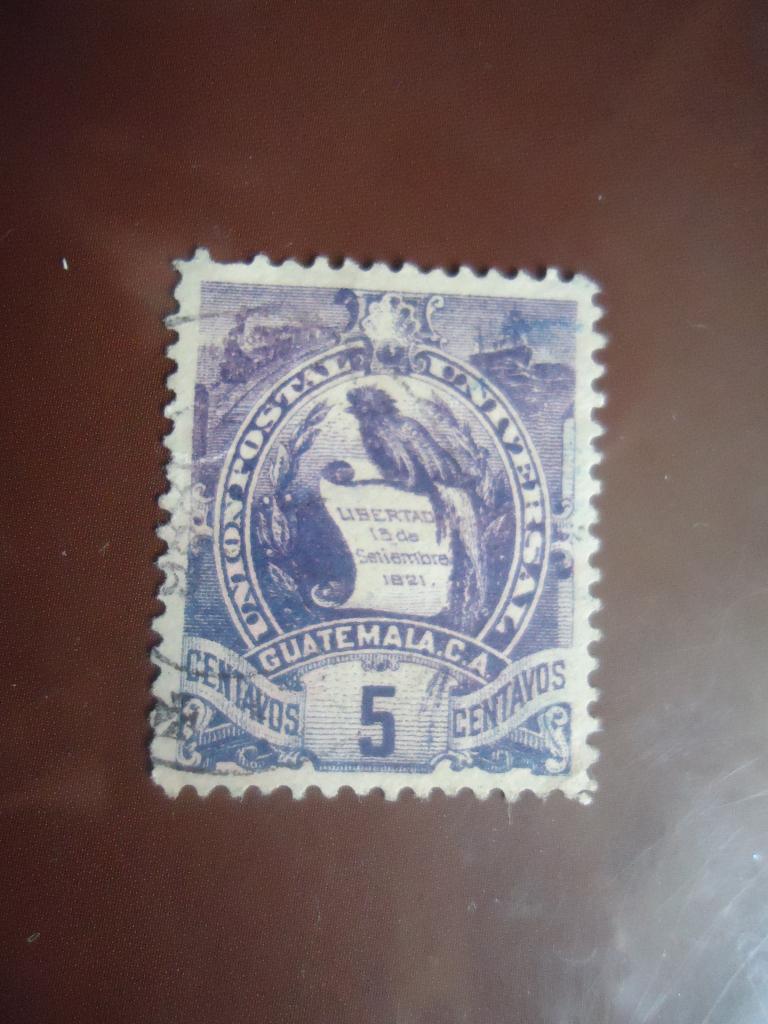 UNION POSTAL UNIVERSAL
LIBERTAD
15 de
Setiembre
1821.
GUATEMALA.C.A.
CENTAVOS 5 CENTAVOS